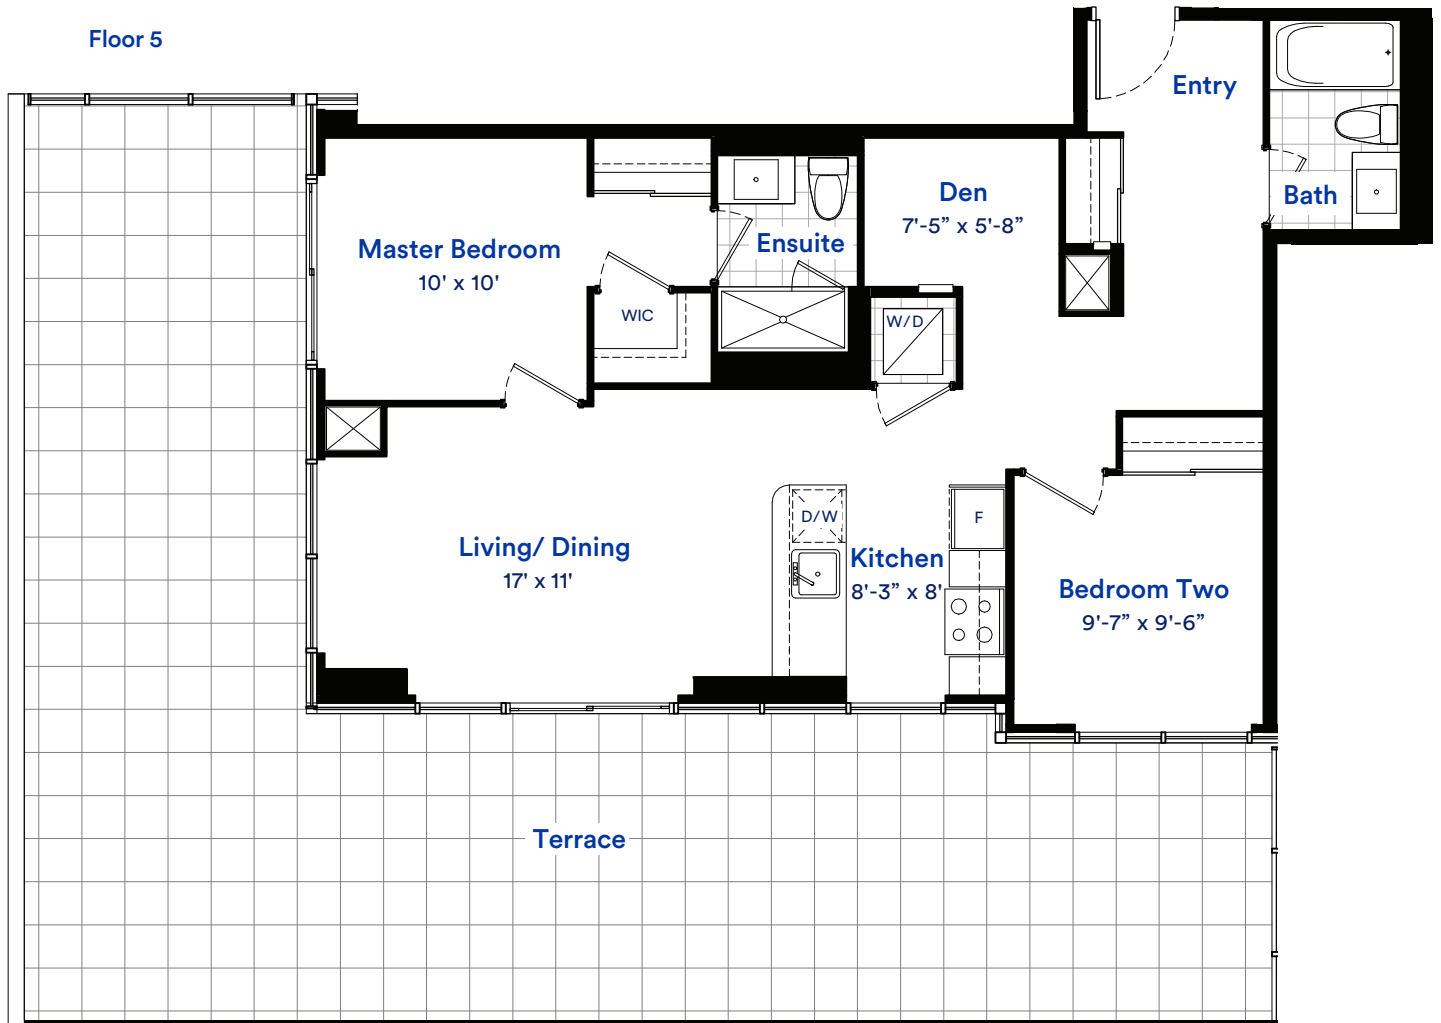 Floor 5
Entry
Bath
Den
7'-5” x 5'-8”
Master Bedroom
10' x 10'
Ensuite
WIC
W/D
Living/ Dining
17' x 11'
D/W
F
Kitchen
8'-3” x 8'
Bedroom Two
9'-7” x 9'-6”
Terrace